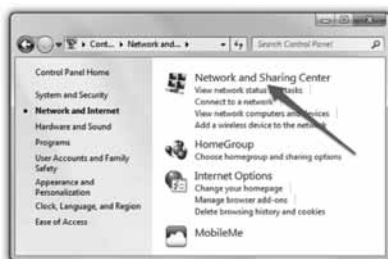 Cont...
Network and...
Search Control Panel
Control Panel Home
System and Security
Network and Internet
Hardware and Sound
Programs
User Accounts and Family
Safety
Appearance and
Personalization
Clock, Language, and Region
Ease of Access
Network and Sharing Center
View network status tasks
Connect to a network
View network computers and devices
Add a wireless device to the
HomeGroup
Choose homegroup and sharing options
Internet Options
Change your homepage
Manage browser add-ons
Delete browsing history and cookies
MobileMe